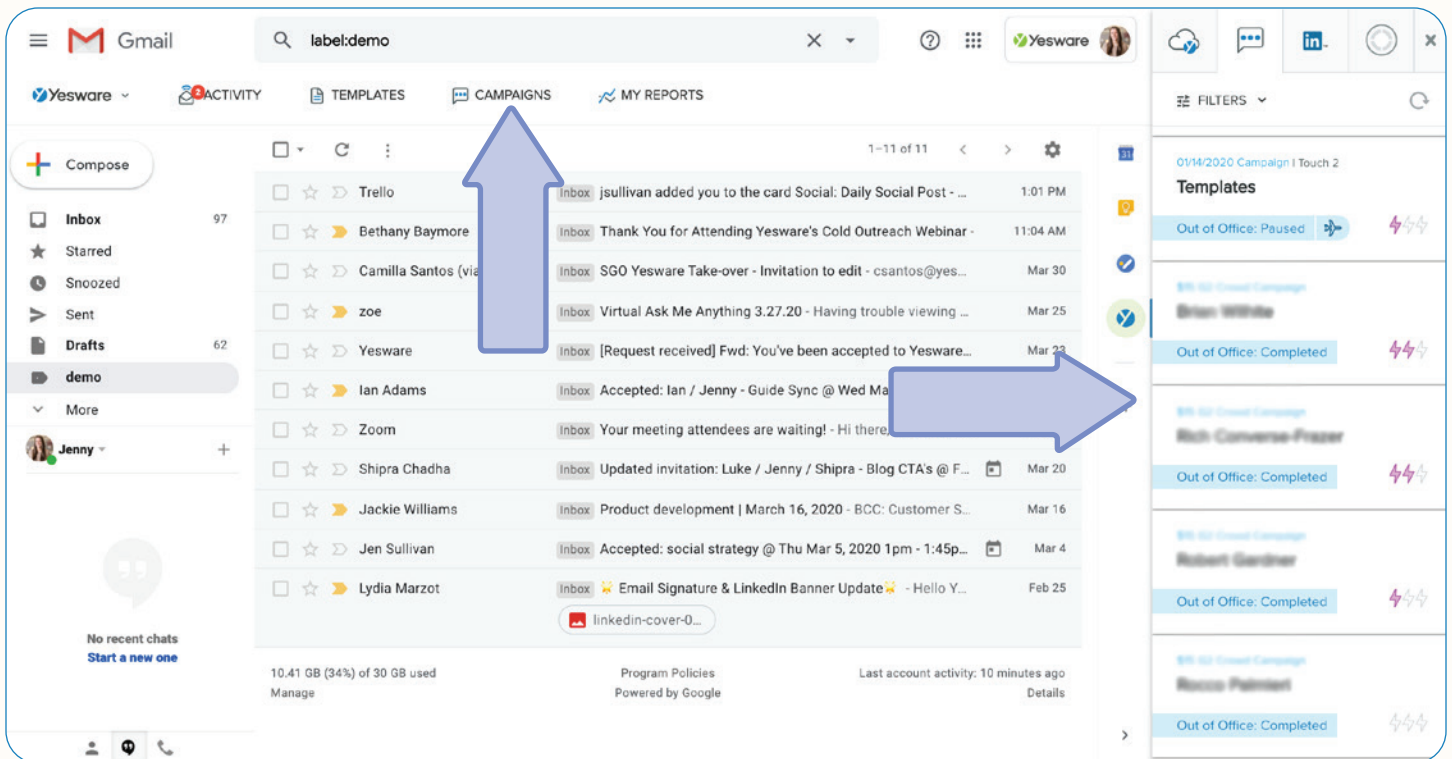 Gmail
label:demo
Yesware
in.
Yesware
2
ACTIVITY
TEMPLATES
CAMPAIGNS
MY REPORTS
FILTERS
Compose
1–11 of 11
31
Inbox 97
Starred
Snoozed
Sent
Drafts 62
demo
More
Jenny
No recent chats
Start a new one
Trello Inbox jsullivan added you to the card Social: Daily Social Post - ... 1:01 PM
Bethany Baymore Inbox Thank You for Attending Yesware's Cold Outreach Webinar - 11:04 AM
Camilla Santos (via Inbox SGO Yesware Take-over - Invitation to edit - csantos@yes... Mar 30
zoe Inbox Virtual Ask Me Anything 3.27.20 - Having trouble viewing ... Mar 25
Yesware Inbox [Request received] Fwd: You've been accepted to Yesware... Mar 23
Ian Adams Inbox Accepted: Ian / Jenny - Guide Sync @ Wed Ma
Zoom Inbox Your meeting attendees are waiting! - Hi there,
Shipra Chadha Inbox Updated invitation: Luke / Jenny / Shipra - Blog CTA's @ F... Mar 20
Jackie Williams Inbox Product development | March 16, 2020 - BCC: Customer S... Mar 16
Jen Sullivan Inbox Accepted: social strategy @ Thu Mar 5, 2020 1pm - 1:45p... Mar 4
Lydia Marzot Inbox Email Signature & LinkedIn Banner Update - Hello Y... Feb 25
linkedin-cover-0...
10.41 GB (34%) of 30 GB used
Manage
Program Policies
Powered by Google
Last account activity: 10 minutes ago
Details
01/14/2020 Campaign | Touch 2
Templates
Out of Office: Paused
Out of Office: Completed
Out of Office: Completed
Out of Office: Completed
Out of Office: Completed